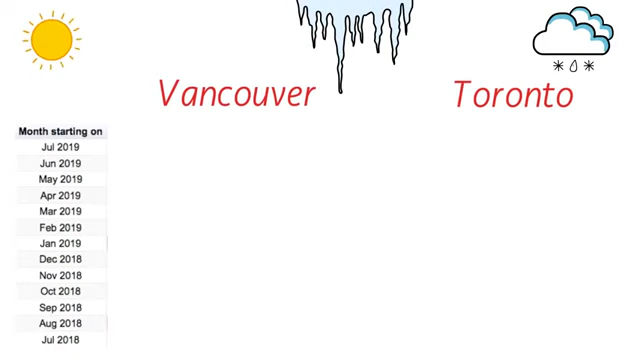 Vancouver Toronto
Month starting on
Jul 2019
Jun 2019
May 2019
Apr 2019
Mar 2019
Feb 2019
Jan 2019
Dec 2018
Nov 2018
Oct 2018
Sep 2018
Aug 2018
Jul 2018